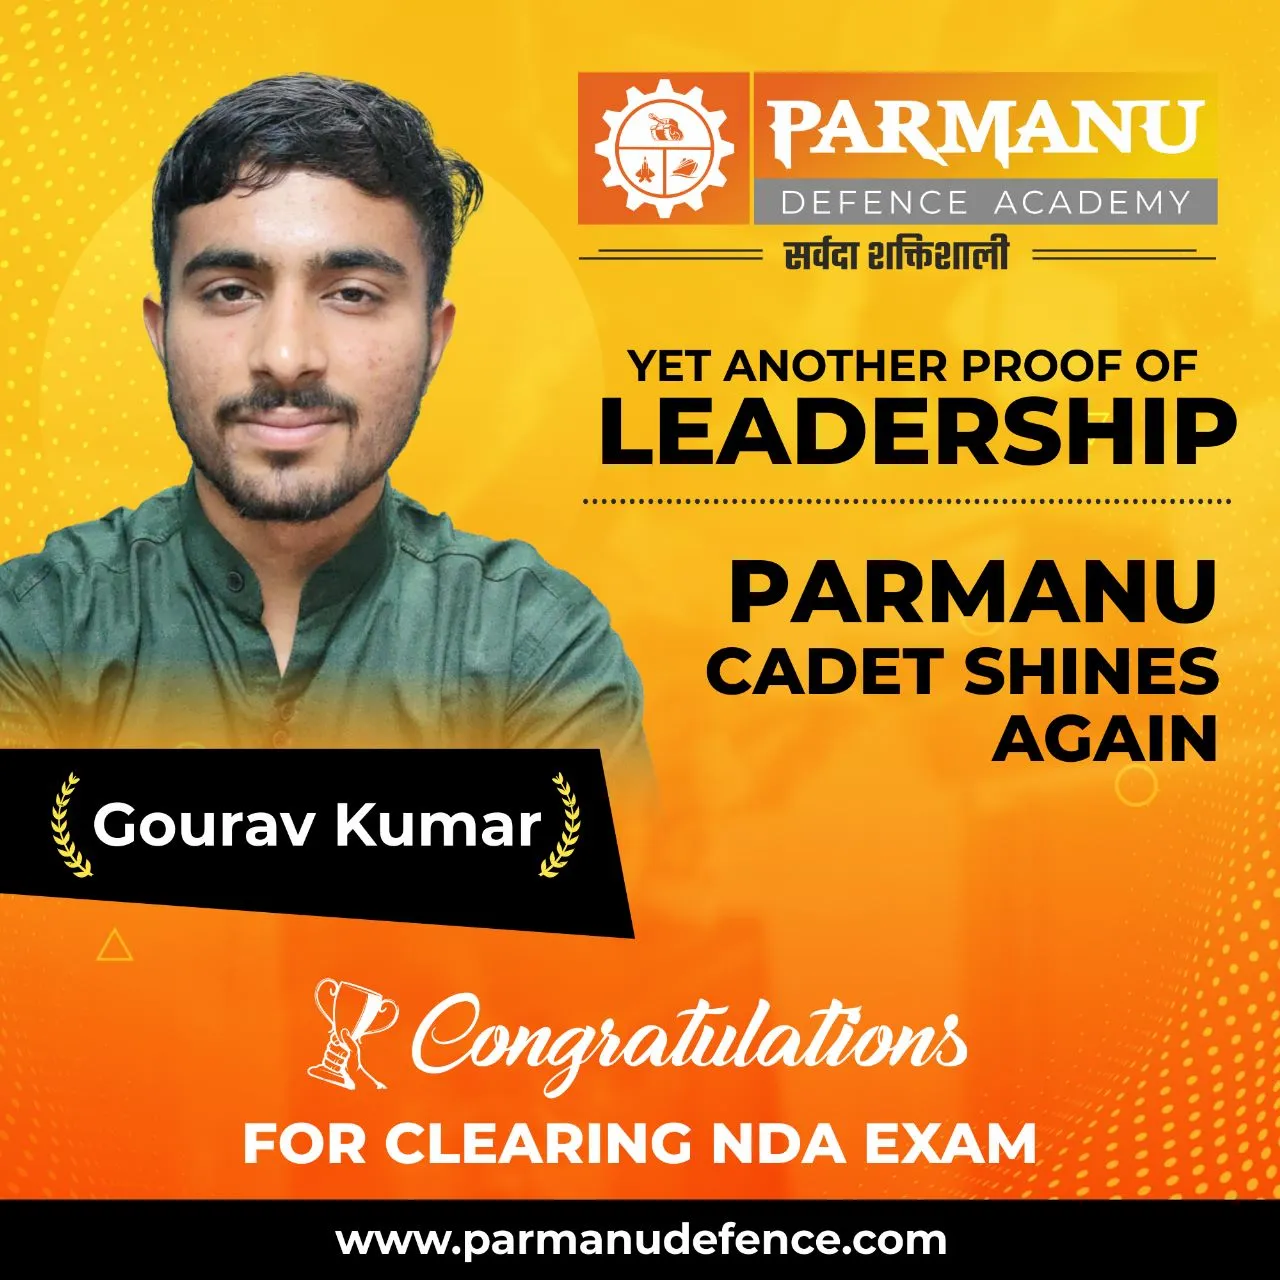 PARMANU
DEFENCE ACADEMY
सर्वदा शक्तिशाली
YET ANOTHER PROOF OF
LEADERSHIP
PARMANU
CADET SHINES
AGAIN
Gourav Kumar
Congratulations
FOR CLEARING NDA EXAM
www.parmanudefence.com